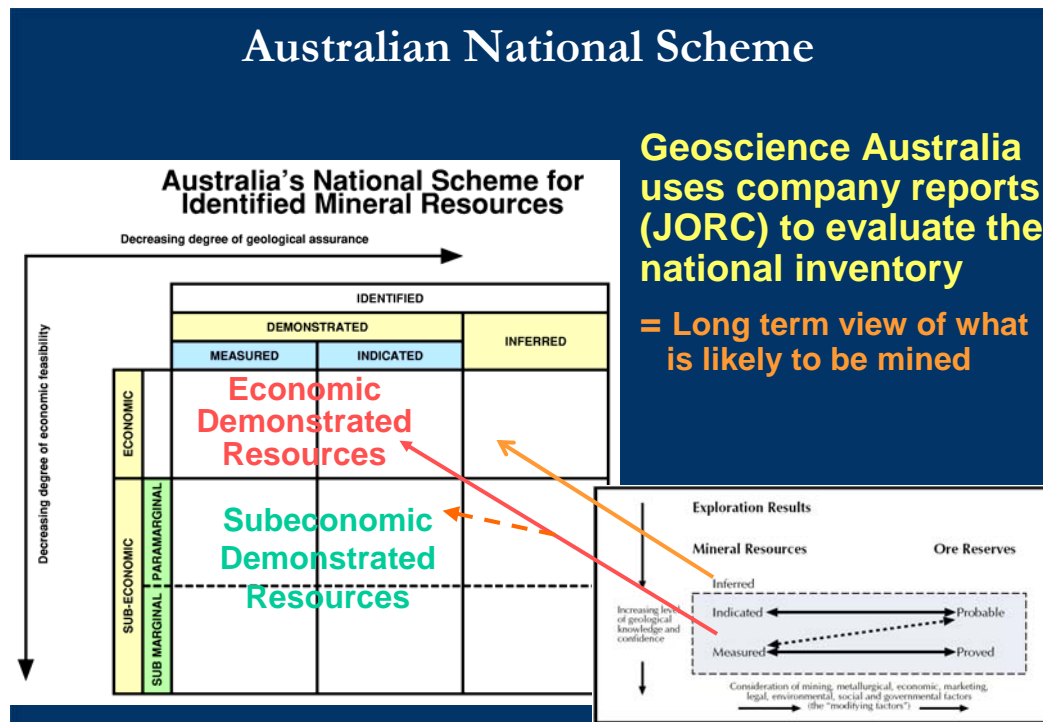 Australian National Scheme
Geoscience Australia
uses company reports
(JORC) to evaluate the
national inventory
= Long term view of what
is likely to be mined
Australia's National Scheme for
Identified Mineral Resources
Decreasing degree of geological assurance
Decreasing degree of economic feasibility
IDENTIFIED
DEMONSTRATED
INFERRED
MEASURED
INDICATED
ECONOMIC
Economic
Demonstrated
Resources
SUB-ECONOMIC
PARAMARGINAL
SUB MARGINAL
Subeconomic
Demonstrated
Resources
Exploration Results
Mineral Resources
Ore Reserves
Inferred
Indicated
Probable
Measured
Proved
Increasing level
of geological
knowledge and
confidence
Consideration of mining, metallurgical, economic, marketing,
legal, environmental, social and governmental factors
(the "modifying factors")